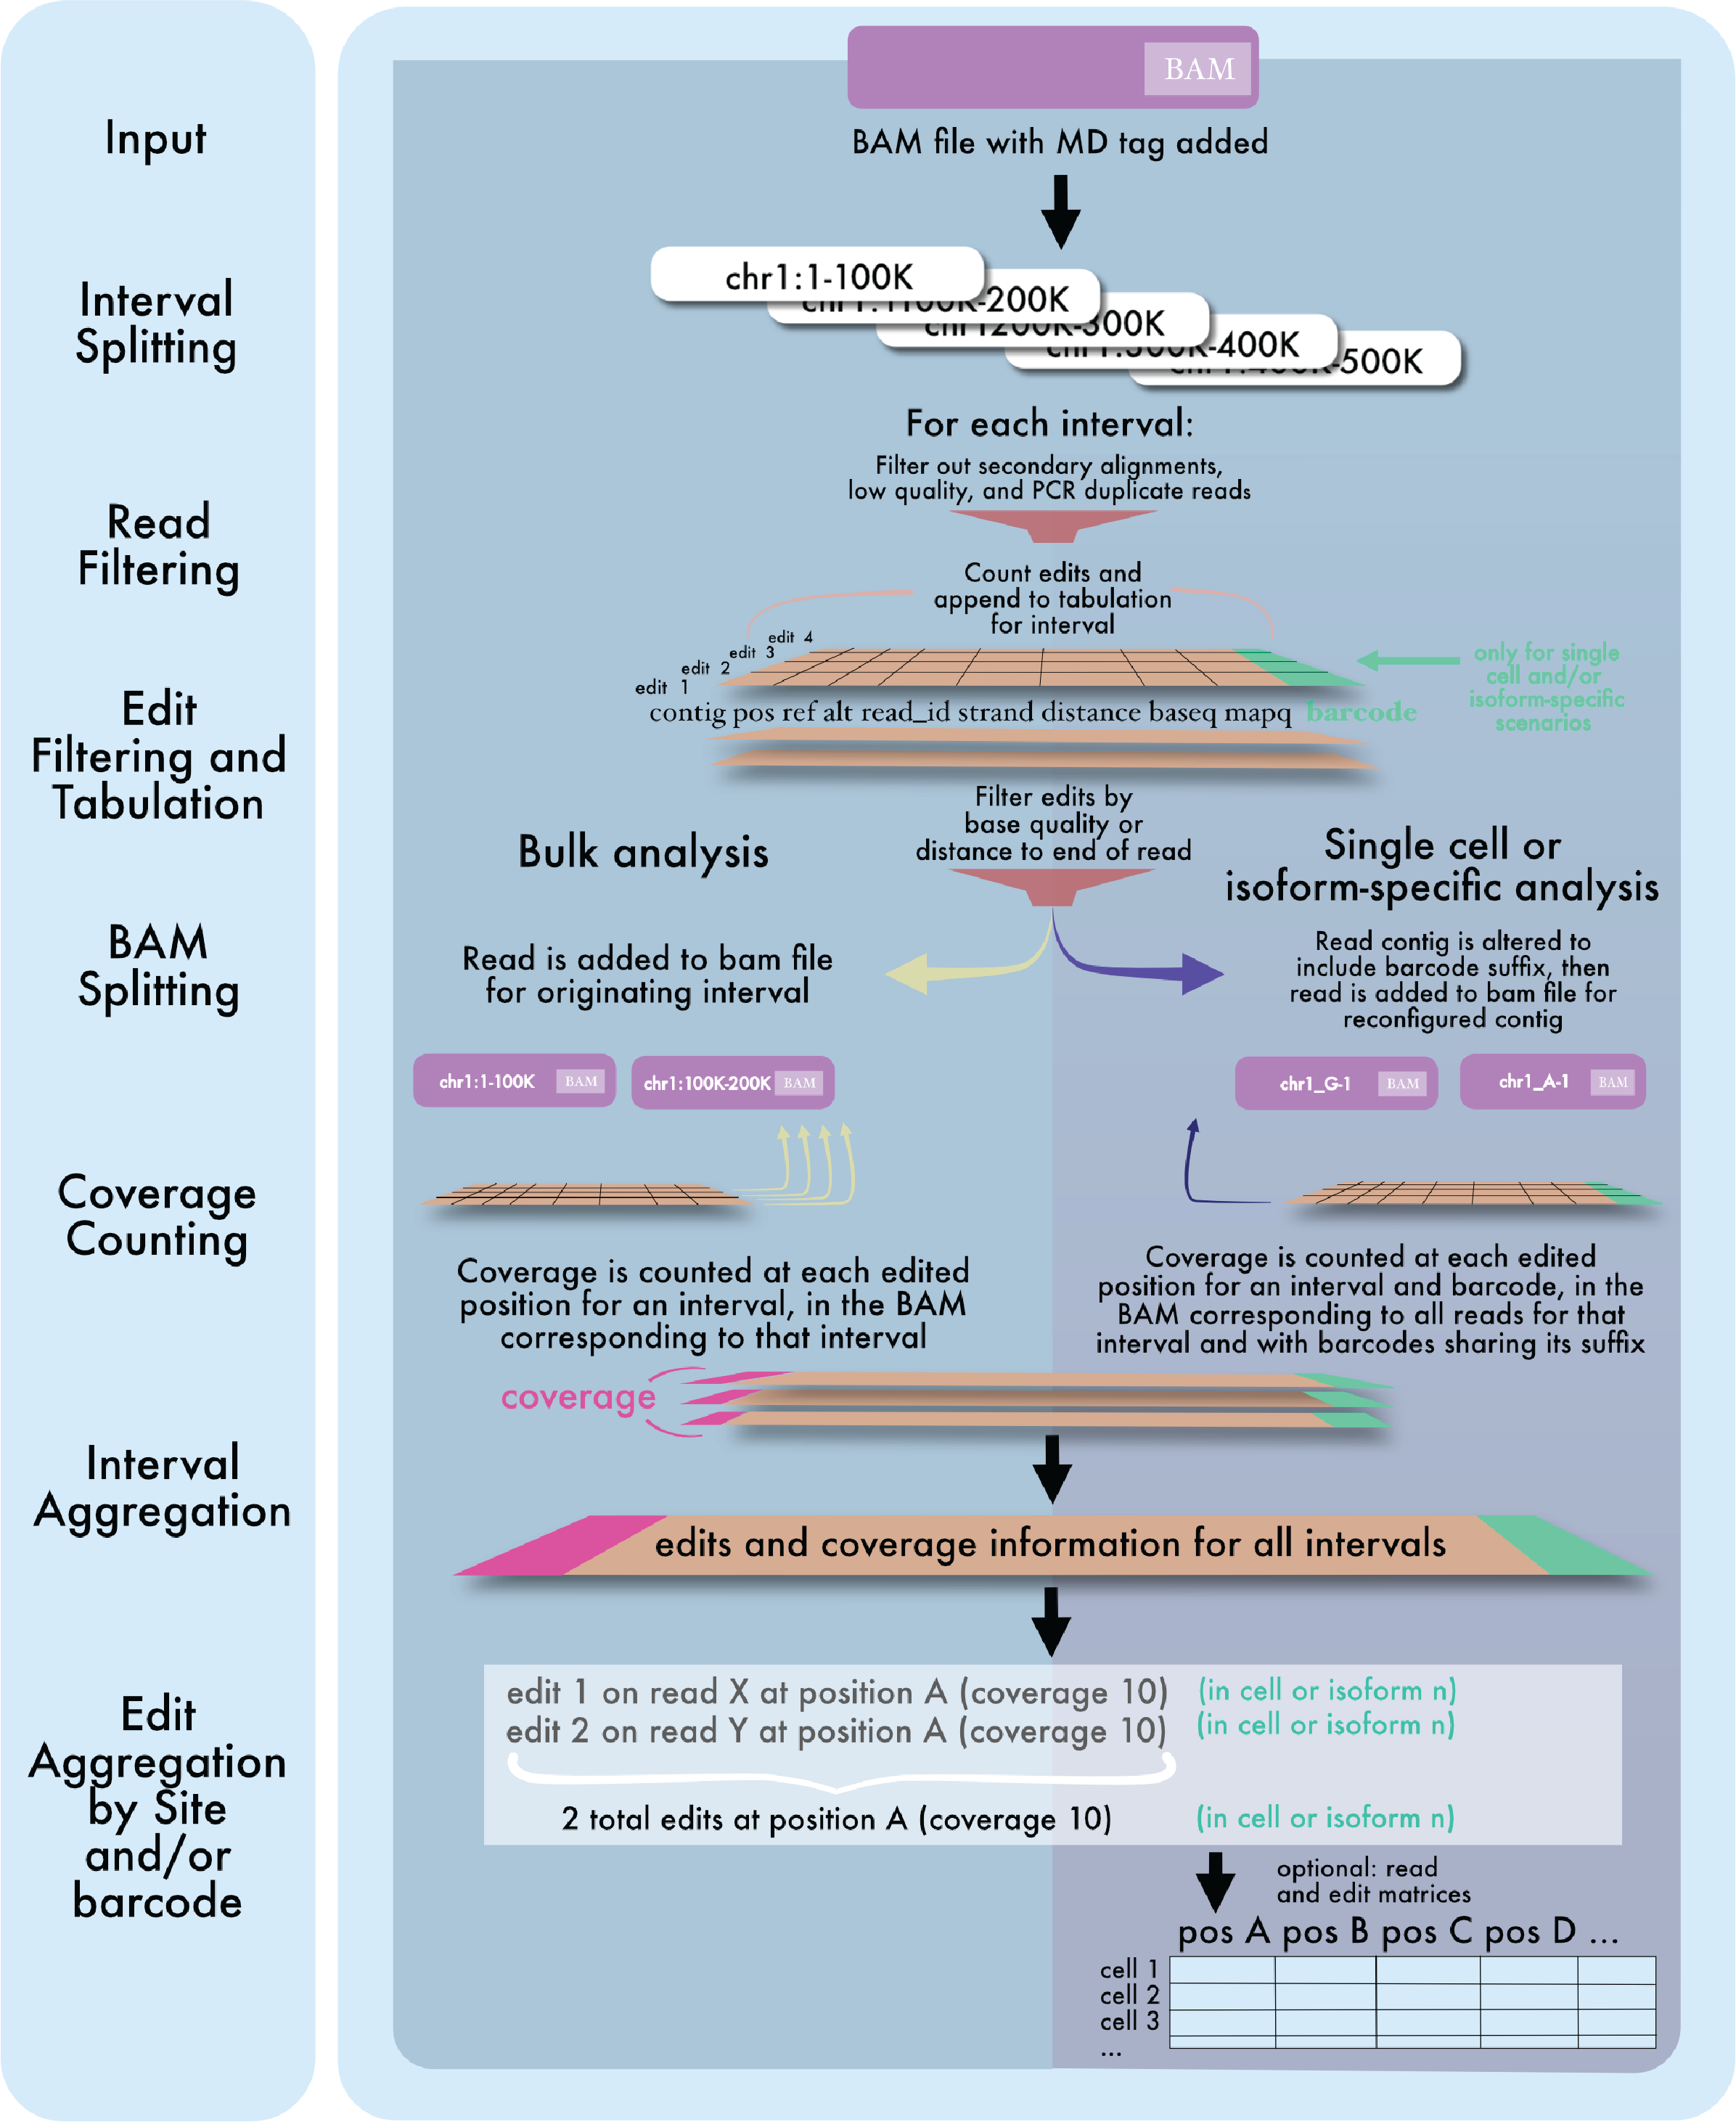 Input
Interval
Splitting
Read
Filtering
Edit
Filtering and
Tabulation
BAM
Splitting
Coverage
Counting
Interval
Aggregation
Edit
Aggregation
by Site
and/or
barcode
BAM
BAM file with MD tag added
chr1:1-100K
-200K
-300K
-400K
-500K
For each interval:
Filter out secondary alignments,
low quality, and PCR duplicate reads
Count edits and
append to tabulation
for interval
edit 4
edit 3
edit 2
edit 1
contig pos ref alt read_id strand distance baseq mapq barcode
only for single
cell and/or
isoform-specific
scenarios
Filter edits by
base quality or
distance to end of read
Bulk analysis
Single cell or
isoform-specific analysis
Read is added to bam file
for originating interval
Read contig is altered to
include barcode suffix, then
read is added to bam file for
reconfigured contig
chr1:1-100K BAM
chr1:100K-200K BAM
chr1_G-1 BAM
chr1_A-1 BAM
Coverage is counted at each edited
position for an interval, in the BAM
corresponding to that interval
Coverage is counted at each edited
position for an interval and barcode, in the
BAM corresponding to all reads for that
interval and with barcodes sharing its suffix
coverage
edits and coverage information for all intervals
edit 1 on read X at position A (coverage 10) (in cell or isoform n)
edit 2 on read Y at position A (coverage 10) (in cell or isoform n)
2 total edits at position A (coverage 10) (in cell or isoform n)
optional: read
and edit matrices
pos A pos B pos C pos D ...
cell 1
cell 2
cell 3
...